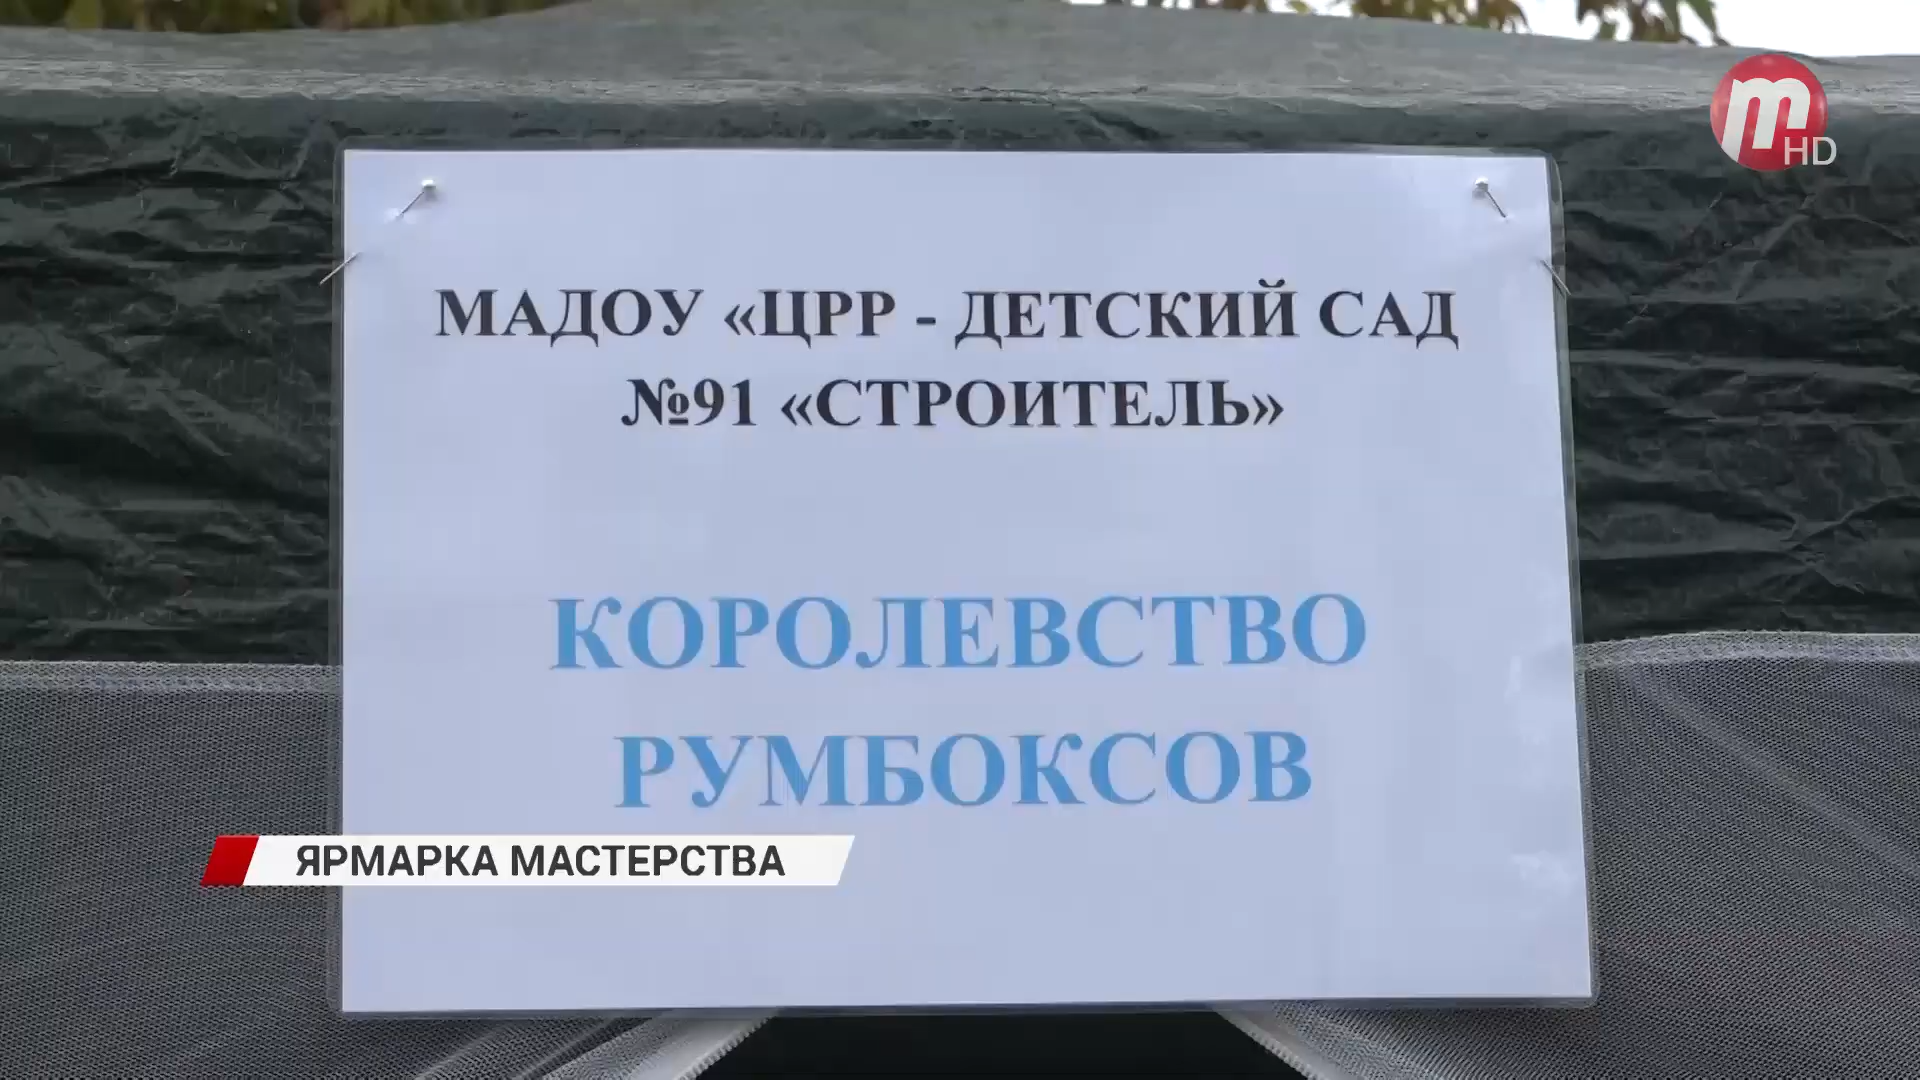 m HD
МАДОУ «ЦРР - ДЕТСКИЙ САД
№91 «СТРОИТЕЛЬ»
КОРОЛЕВСТВО
РУМБОКСОВ
ЯРМАРКА МАСТЕРСТВА